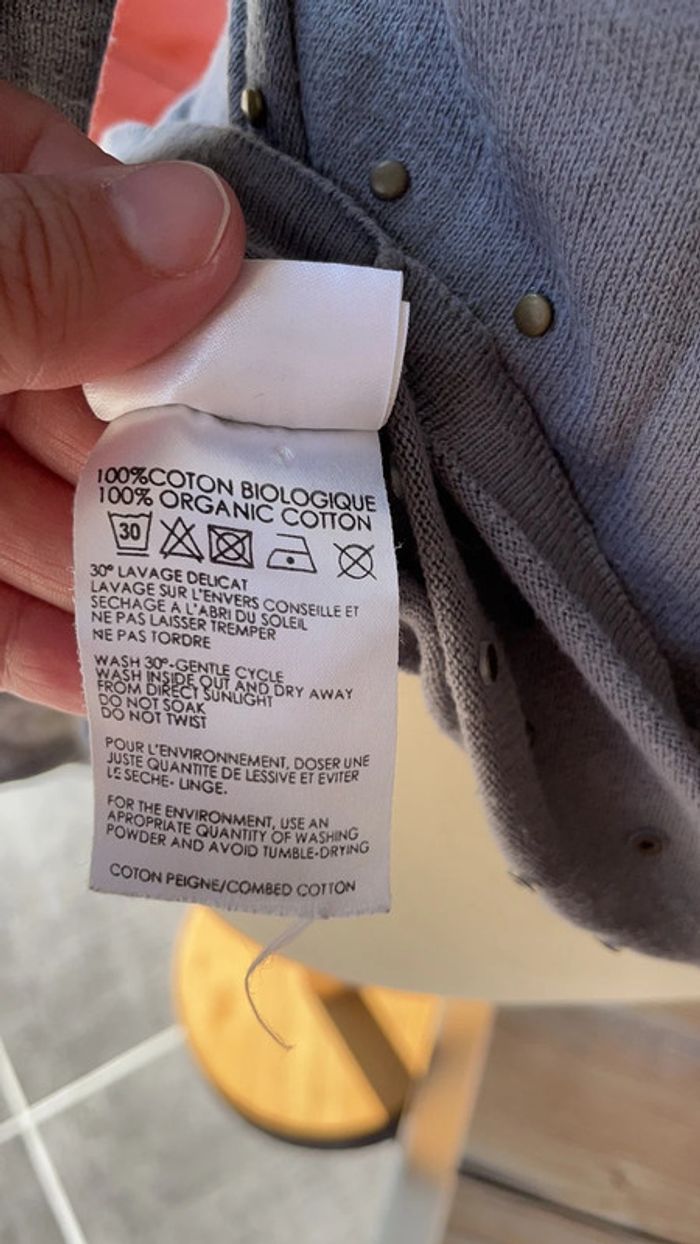 100%COTON BIOLOGIQUE
100% ORGANIC COTTON
30
30° LAVAGE DELICAT
LAVAGE SUR L'ENVERS CONSEILLE ET
SECHAGE A L'ABRI DU SOLEIL
NE PAS LAISSER TREMPER
NE PAS TORDRE
WASH 30°-GENTLE CYCLE
WASH INSIDE OUT AND DRY AWAY
FROM DIRECT SUNLIGHT
DO NOT SOAK
DO NOT TWIST
POUR L'ENVIRONNEMENT, DOSER UNE
JUSTE QUANTITE DE LESSIVE ET EVITER
LE SECHE- LINGE.
FOR THE ENVIRONMENT, USE AN
APROPRIATE QUANTITY OF WASHING
POWDER AND AVOID TUMBLE-DRYING
COTON PEIGNE/COMBED COTTON